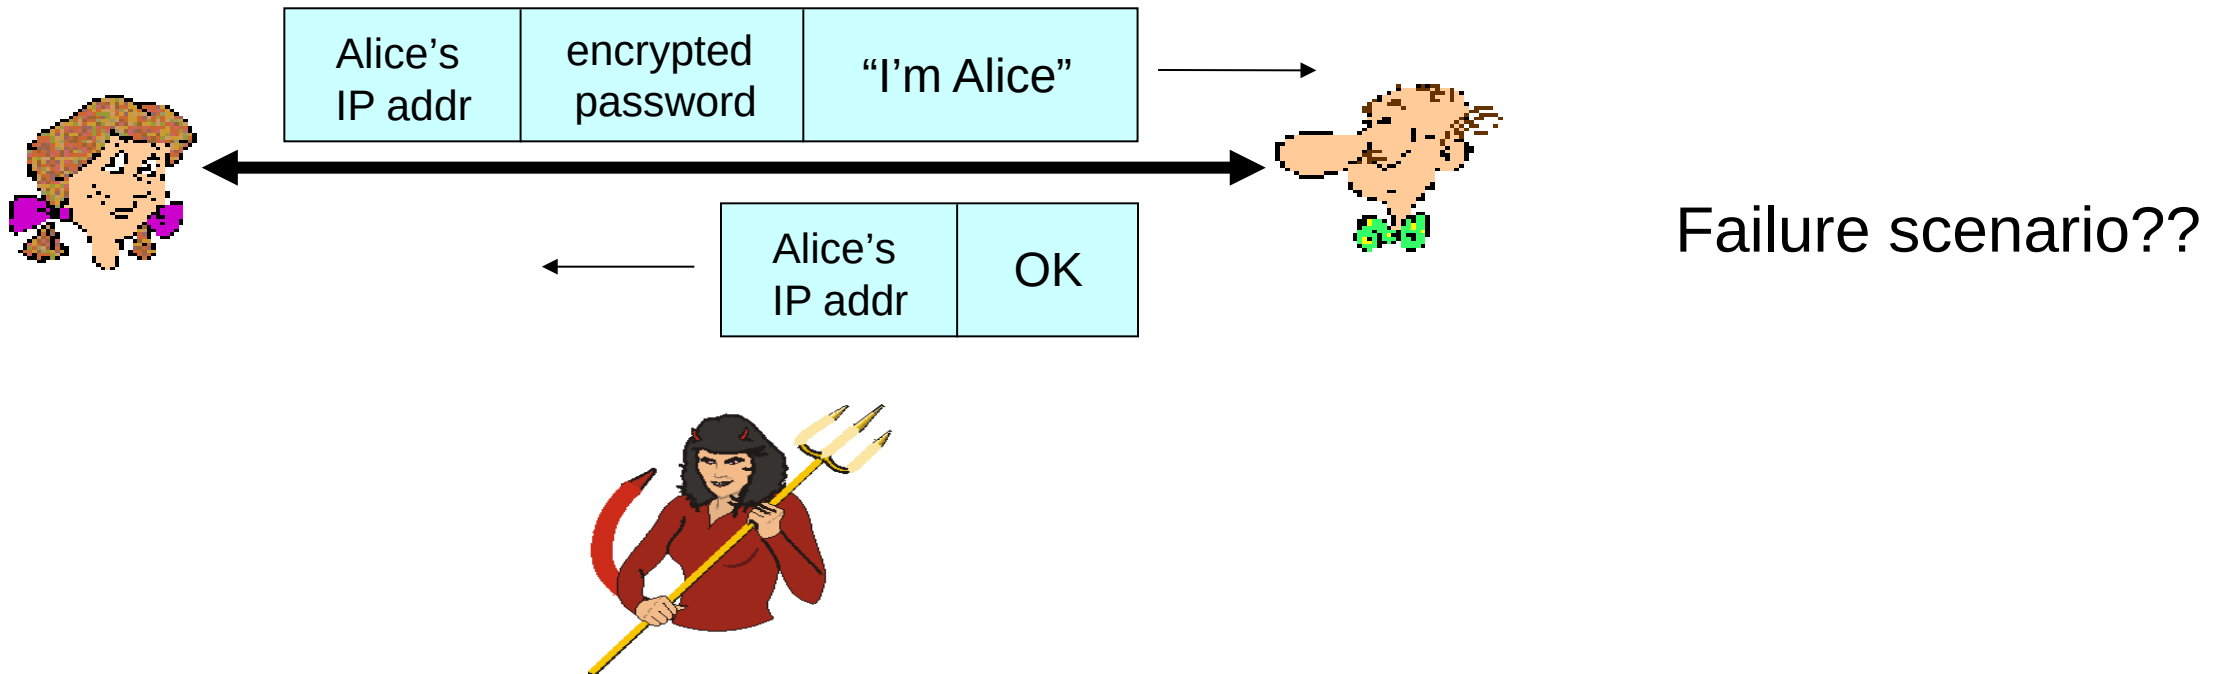 Alice’s
IP addr
encrypted
password
“I’m Alice”
Alice’s
IP addr
OK
Failure scenario??